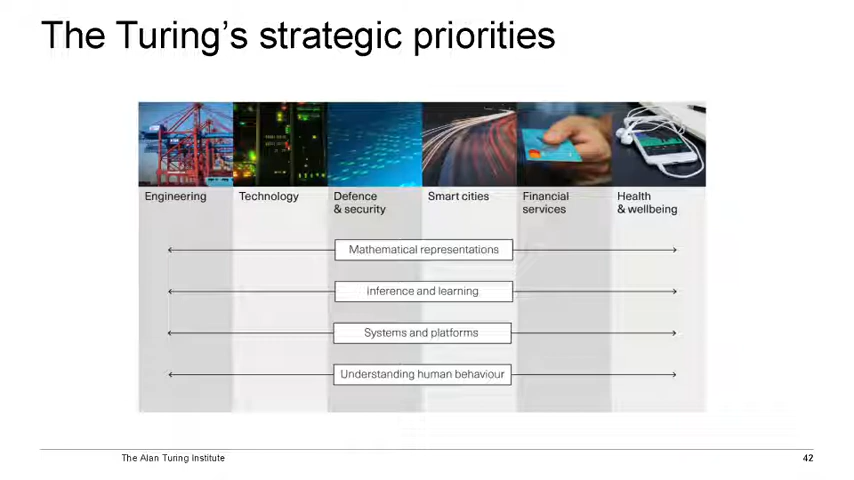 The Turing's strategic priorities
Engineering
Technology
Defence
& security
Smart cities
Financial
services
Health
& wellbeing
Mathematical representations
Inference and learning
Systems and platforms
Understanding human behaviour
The Alan Turing Institute
42